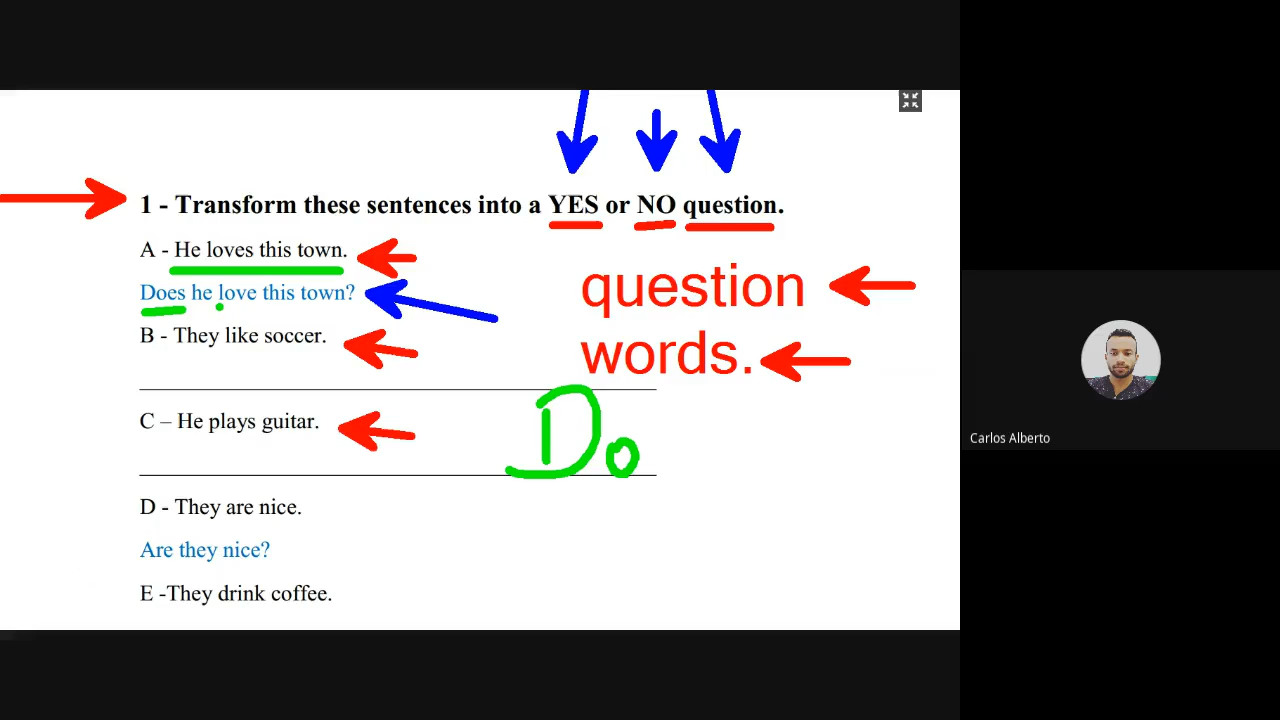 1 - Transform these sentences into a YES or NO question.
A - He loves this town.
Does he love this town?
B - They like soccer.
C – He plays guitar.
D - They are nice.
Are they nice?
E -They drink coffee.
question
words.
Do
Carlos Alberto